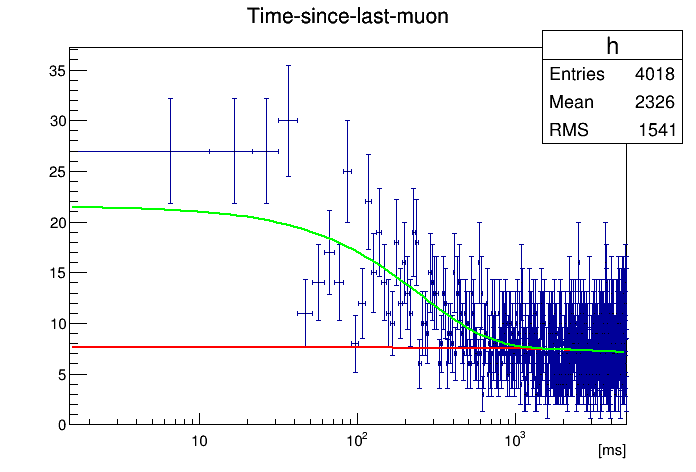 Time-since-last-muon
h
Entries 4018
Mean 2326
RMS 1541
35
30
25
20
15
10
5
0
10
10²
10³
[ms]